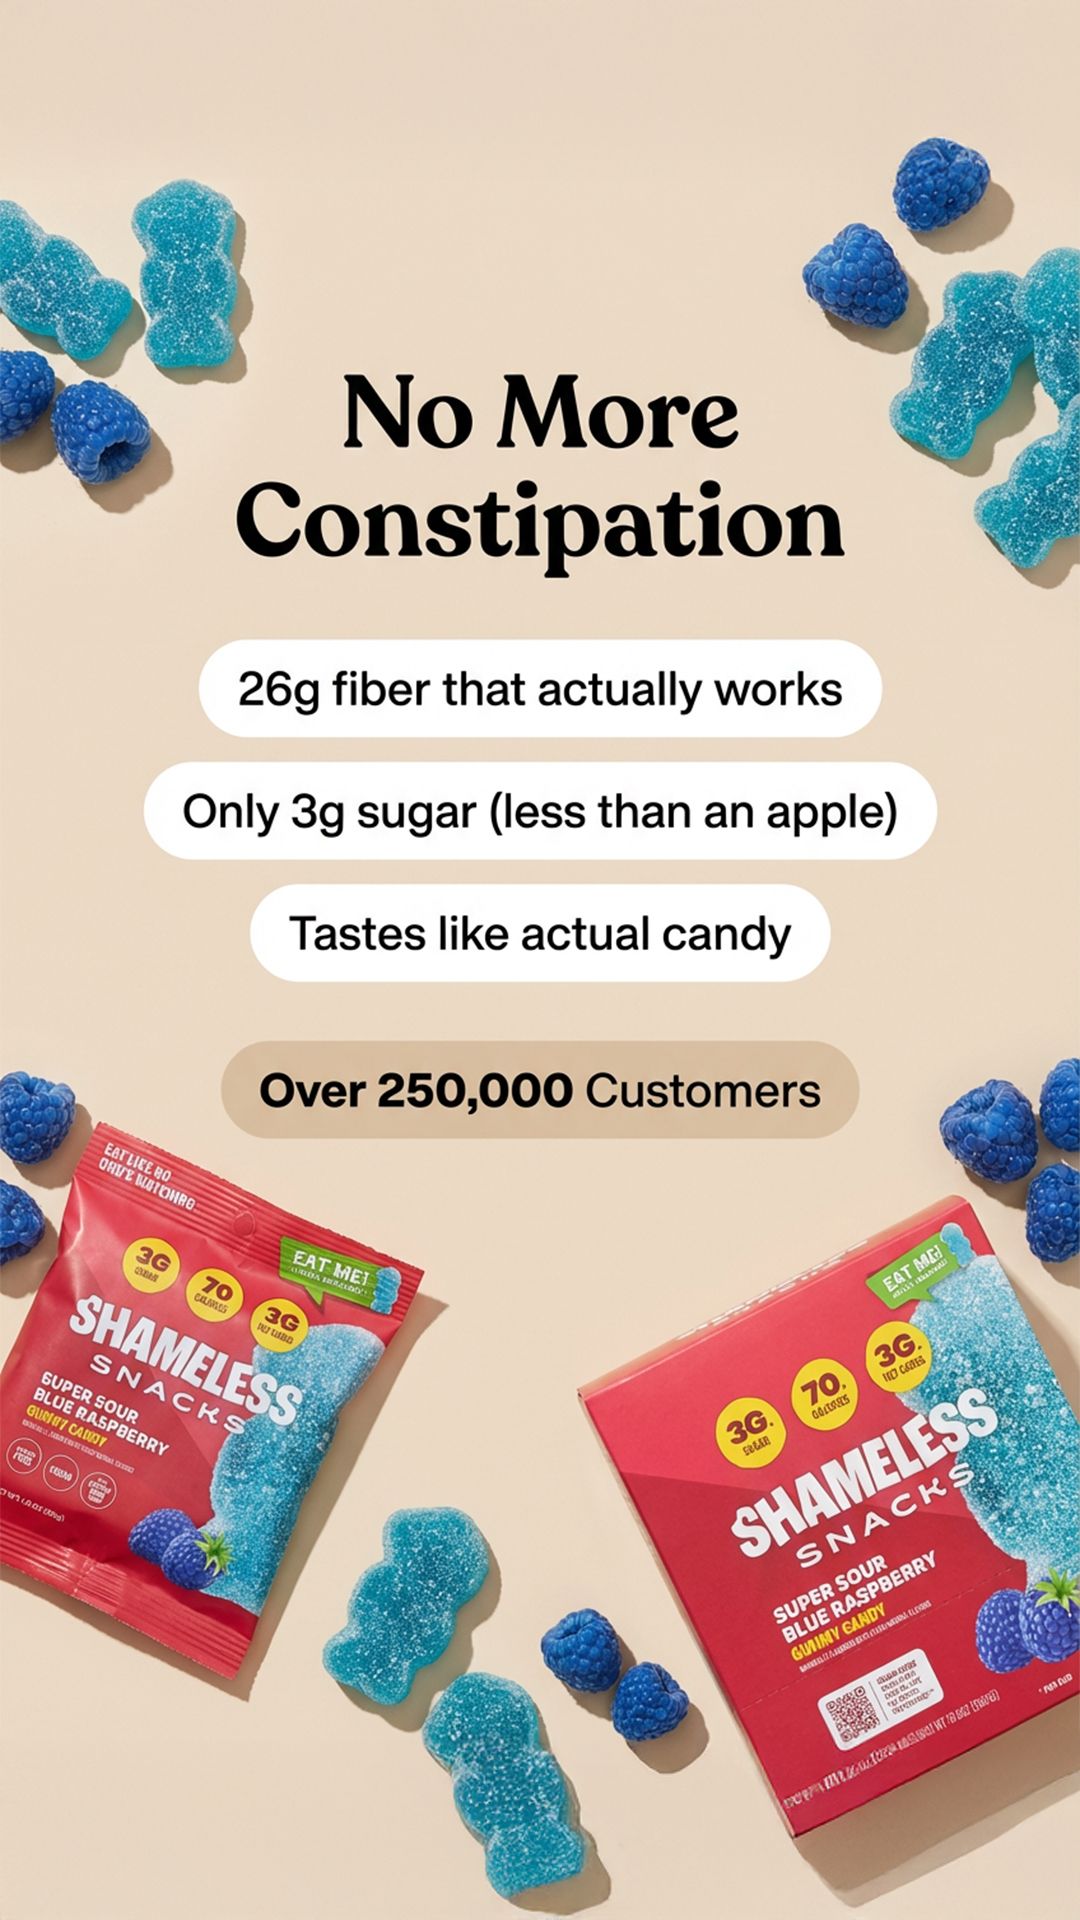 No More
Constipation
26g fiber that actually works
Only 3g sugar (less than an apple)
Tastes like actual candy
Over 250,000 Customers
3G
70
3G
EAT ME!
SHAMELESS
SNACKS
SUPER SOUR
BLUE RASPBERRY
GUMMY CANDY
EAT ME!
3G.
70
3G.
SHAMELESS
SNACKS
SUPER SOUR
BLUE RASPBERRY
GUMMY CANDY